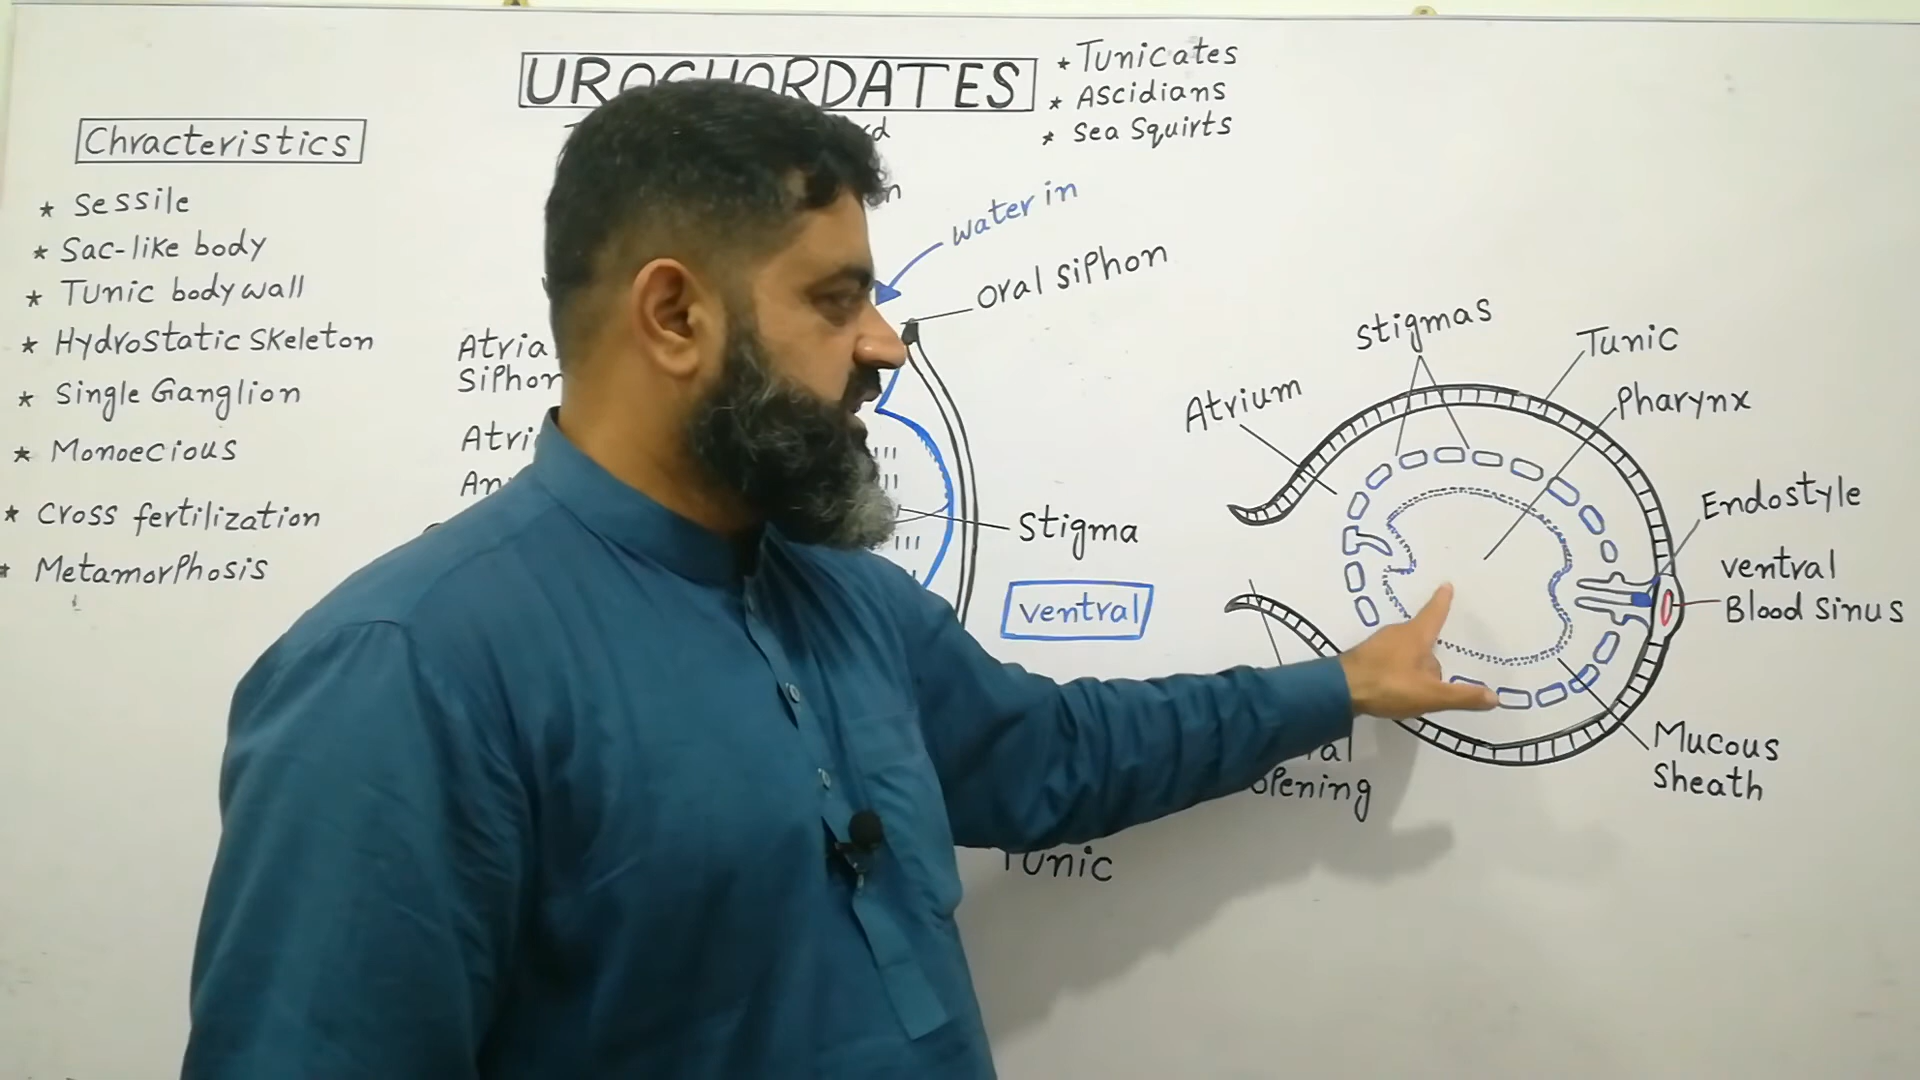 UROCHORDATES
* Tunicates
* Ascidians
* Sea Squirts
Chracteristics
* Sessile
* Sac-like body
* Tunic body wall
* Hydrostatic Skeleton
* Single Ganglion
* Monoecious
* Cross fertilization
* Metamorphosis
water in
oral siphon
Stigma
ventral
Tunic
stigmas
Tunic
Pharynx
Atrium
Endostyle
ventral
Blood Sinus
Mucous
Sheath
opening